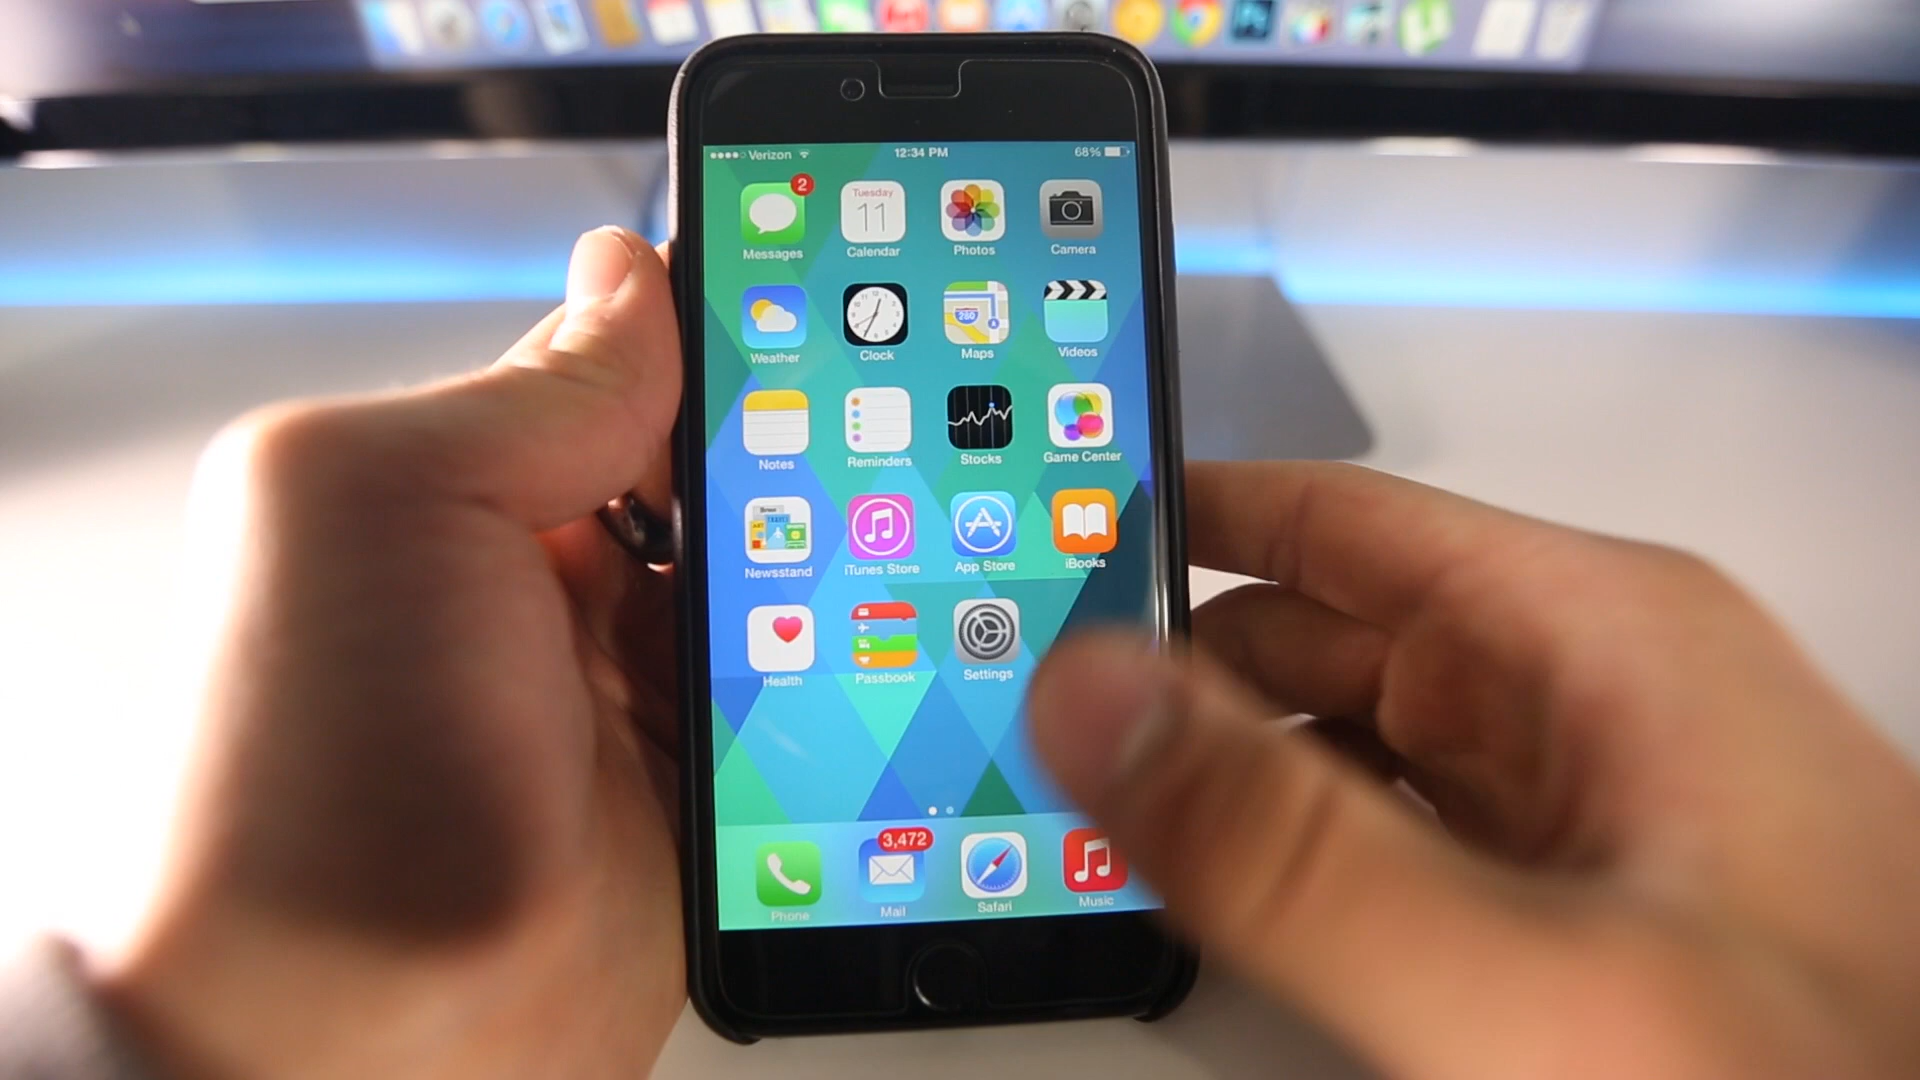 Verizon 12:34 PM 68%
2
Tuesday
11
Messages Calendar Photos Camera
280
Weather Clock Maps Videos
Notes Reminders Stocks Game Center
Newsstand iTunes Store App Store iBooks
Health Passbook Settings
3,472
Phone Mail Safari Music